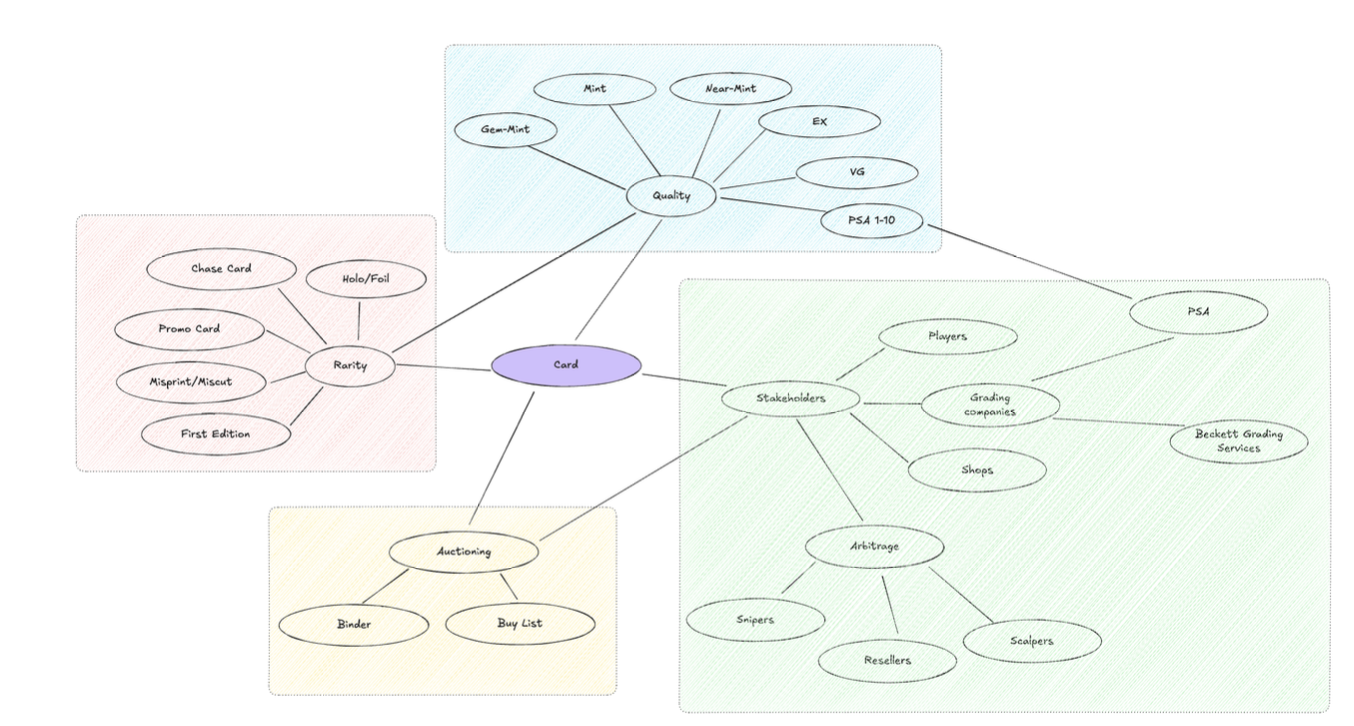 Mint
Near-Mint
Gem-Mint
EX
VG
Quality
PSA 1-10
Chase Card
Holo/Foil
Promo Card
Misprint/Miscut
Rarity
First Edition
Card
PSA
Players
Stakeholders
Grading
companies
Beckett Grading
Services
Shops
Auctioning
Binder
Buy List
Arbitrage
Snipers
Resellers
Scalpers